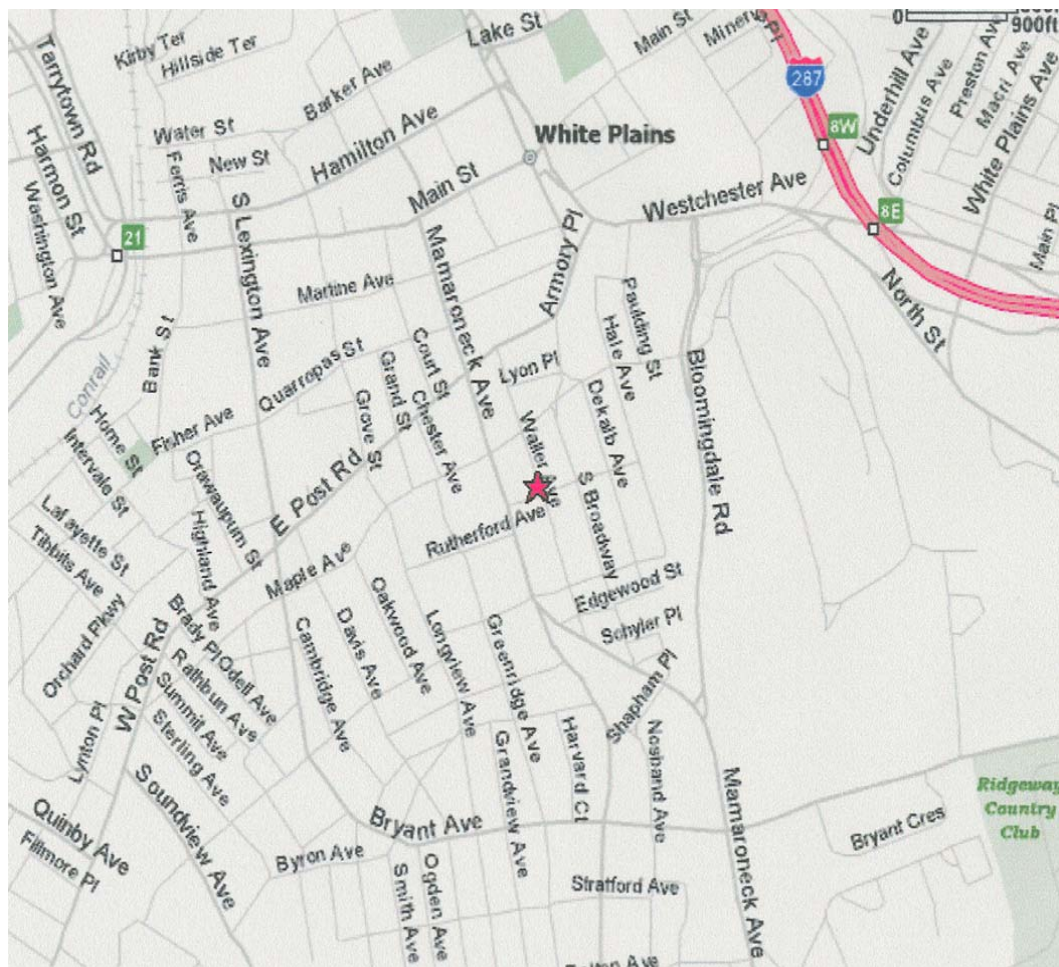 Lake St
Main St
900ft
0
Tarrytown Rd
Kirby Ter
Hillside Ter
Barker Ave
287
Underhill Ave
Preston Ave
Macri Ave
Columbus Ave
White Plains Ave
8W
Water St
New St
Hamilton Ave
White Plains
Harmon St
Washington Ave
Ferris Ave
S Lexington Ave
Main St
Westchester Ave
8E
21
Mamaroneck Ave
Armory Pl
Main Pl
North St
Martine Ave
Paulding St
Hale Ave
Bank St
Conrail
Quarropas St
Court St
Grand St
Lyon Pl
Bloomingdale Rd
Home St
Intervale St
Fisher Ave
Grove St
Chester Ave
Waller Ave
Dekalb Ave
E Post Rd
S Broadway
Lafayette St
Tibbits Ave
Orawaupum St
Highland Ave
Rutherford Ave
Maple Ave
Edgewood St
Schyler Pl
Orchard Pkwy
Brady Pl
Odell Ave
Rathbun Ave
Summit Ave
Sterling Ave
W Post Rd
Cambridge Ave
Davis Ave
Oakwood Ave
Longview Ave
Greenridge Ave
Shapham Pl
Lynton Pl
Soundview Ave
Grandview Ave
Harvard Ct
Nosband Ave
Mamaroneck Ave
Ridgeway
Country
Club
Quinby Ave
Fillmore Pl
Bryant Ave
Bryant Cres
Byron Ave
Smith Ave
Ogden Ave
Stratford Ave